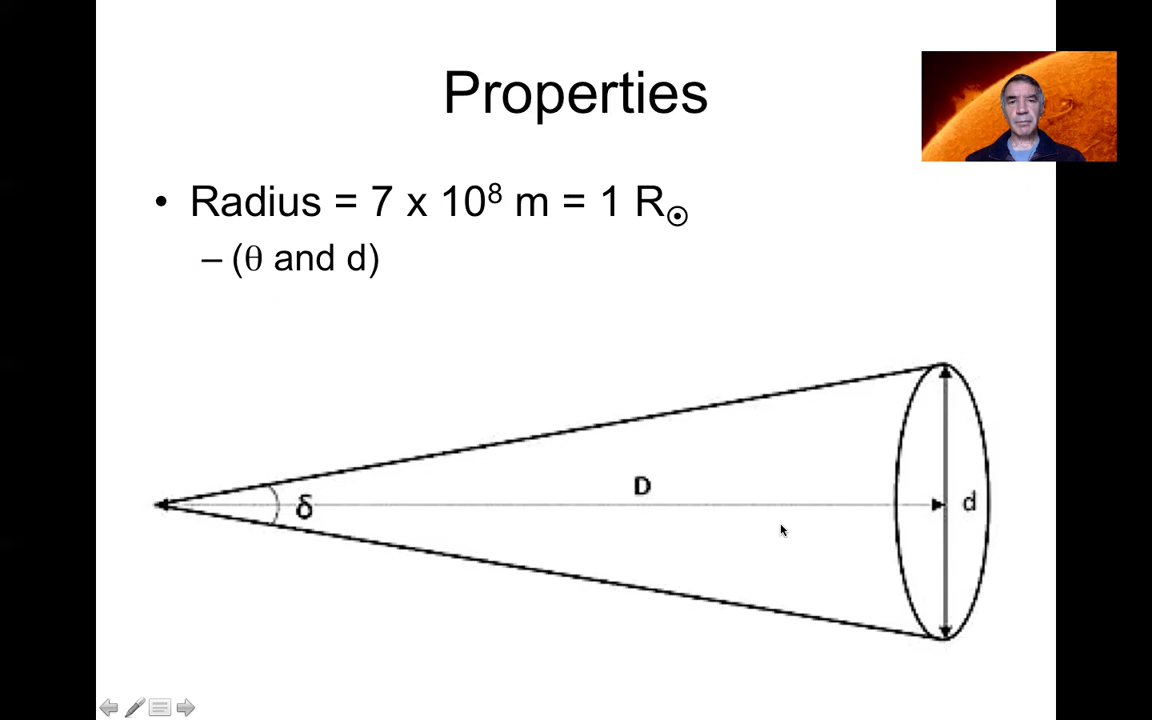 Properties
• Radius = 7 x 10⁸ m = 1 R☉
– (θ and d)
D
δ
d